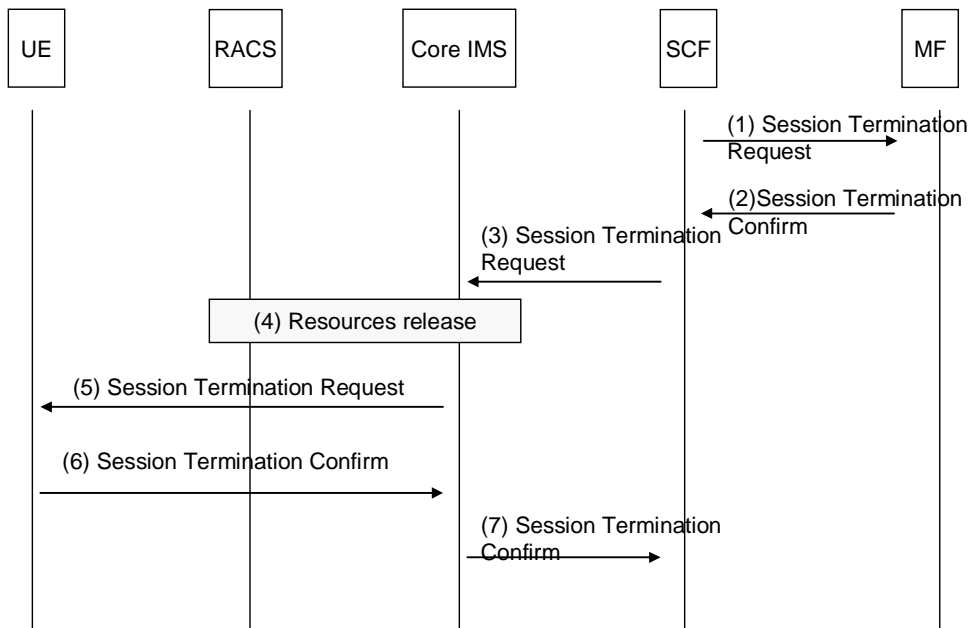 UE
RACS
Core IMS
SCF
MF
(1) Session Termination
Request
(2)Session Termination
Confirm
(3) Session Termination
Request
(4) Resources release
(5) Session Termination Request
(6) Session Termination Confirm
(7) Session Termination
Confirm